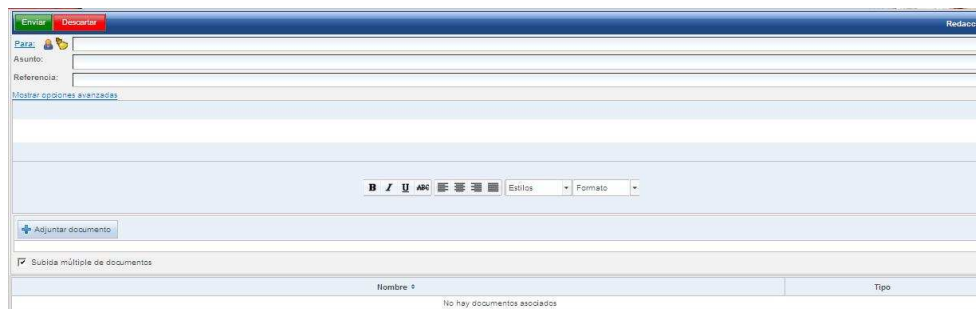 Enviar Descartar Redacc
Para:
Asunto:
Referencia:
Mostrar opciones avanzadas
B I U ABC Estilos Formato
Adjuntar documento
Subida múltiple de documentos
Nombre Tipo
No hay documentos asociados